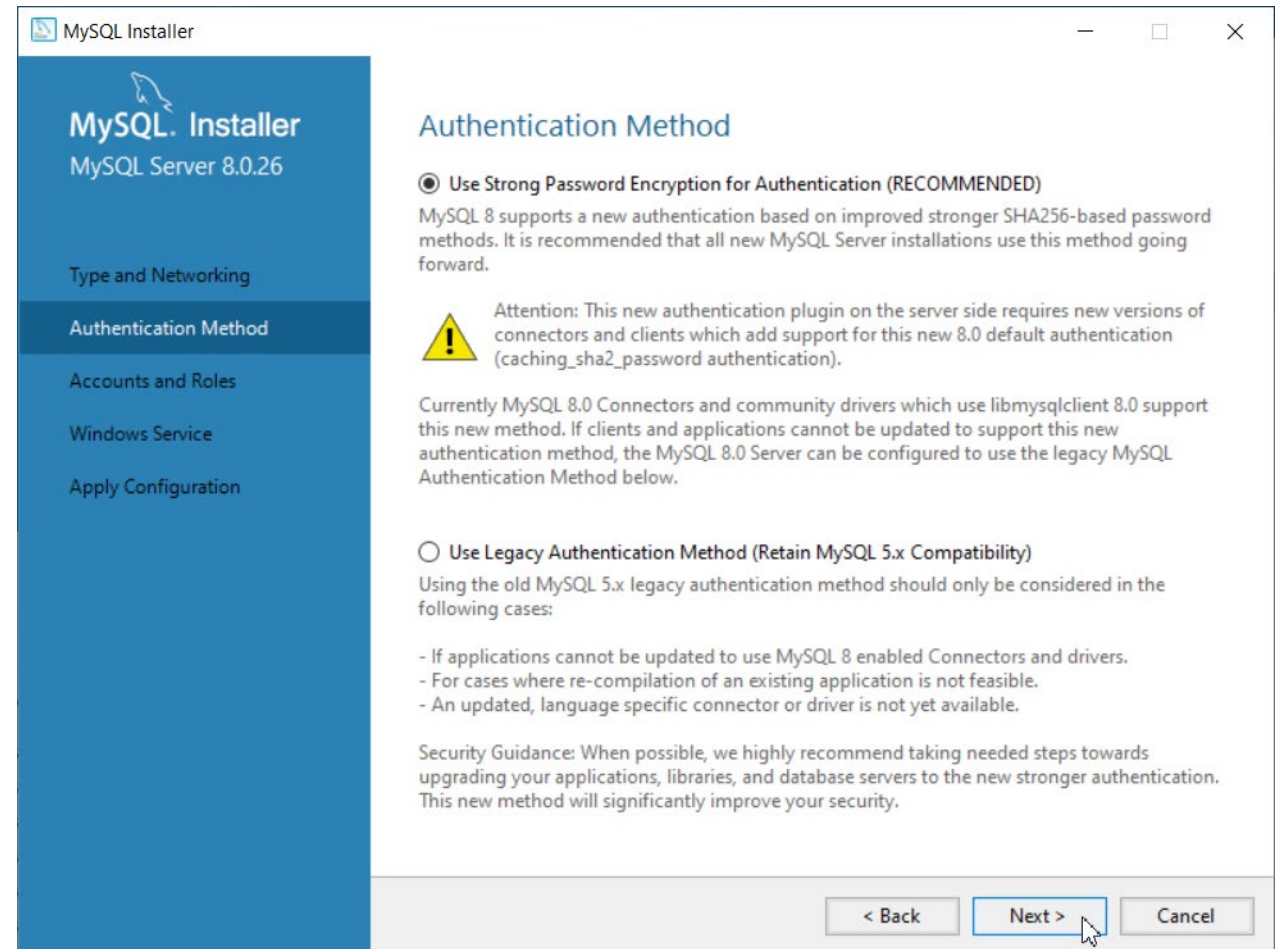 MySQL Installer
MySQL. Installer
MySQL Server 8.0.26
Type and Networking
Authentication Method
Accounts and Roles
Windows Service
Apply Configuration
Authentication Method
Use Strong Password Encryption for Authentication (RECOMMENDED)
MySQL 8 supports a new authentication based on improved stronger SHA256-based password
methods. It is recommended that all new MySQL Server installations use this method going
forward.
Attention: This new authentication plugin on the server side requires new versions of
connectors and clients which add support for this new 8.0 default authentication
(caching_sha2_password authentication).
Currently MySQL 8.0 Connectors and community drivers which use libmysqlclient 8.0 support
this new method. If clients and applications cannot be updated to support this new
authentication method, the MySQL 8.0 Server can be configured to use the legacy MySQL
Authentication Method below.
Use Legacy Authentication Method (Retain MySQL 5.x Compatibility)
Using the old MySQL 5.x legacy authentication method should only be considered in the
following cases:
- If applications cannot be updated to use MySQL 8 enabled Connectors and drivers.
- For cases where re-compilation of an existing application is not feasible.
- An updated, language specific connector or driver is not yet available.
Security Guidance: When possible, we highly recommend taking needed steps towards
upgrading your applications, libraries, and database servers to the new stronger authentication.
This new method will significantly improve your security.
< Back
Next >
Cancel